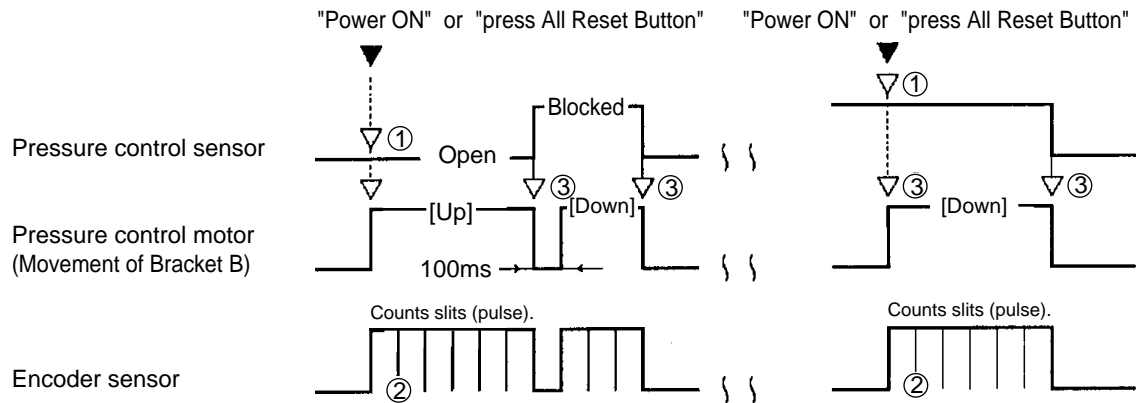 "Power ON" or "press All Reset Button" "Power ON" or "press All Reset Button"
①
Blocked
Pressure control sensor ① Open
③ ③ ③ ③
[Up] [Down] [Down]
Pressure control motor
(Movement of Bracket B) 100ms
Counts slits (pulse). Counts slits (pulse).
Encoder sensor ② ②